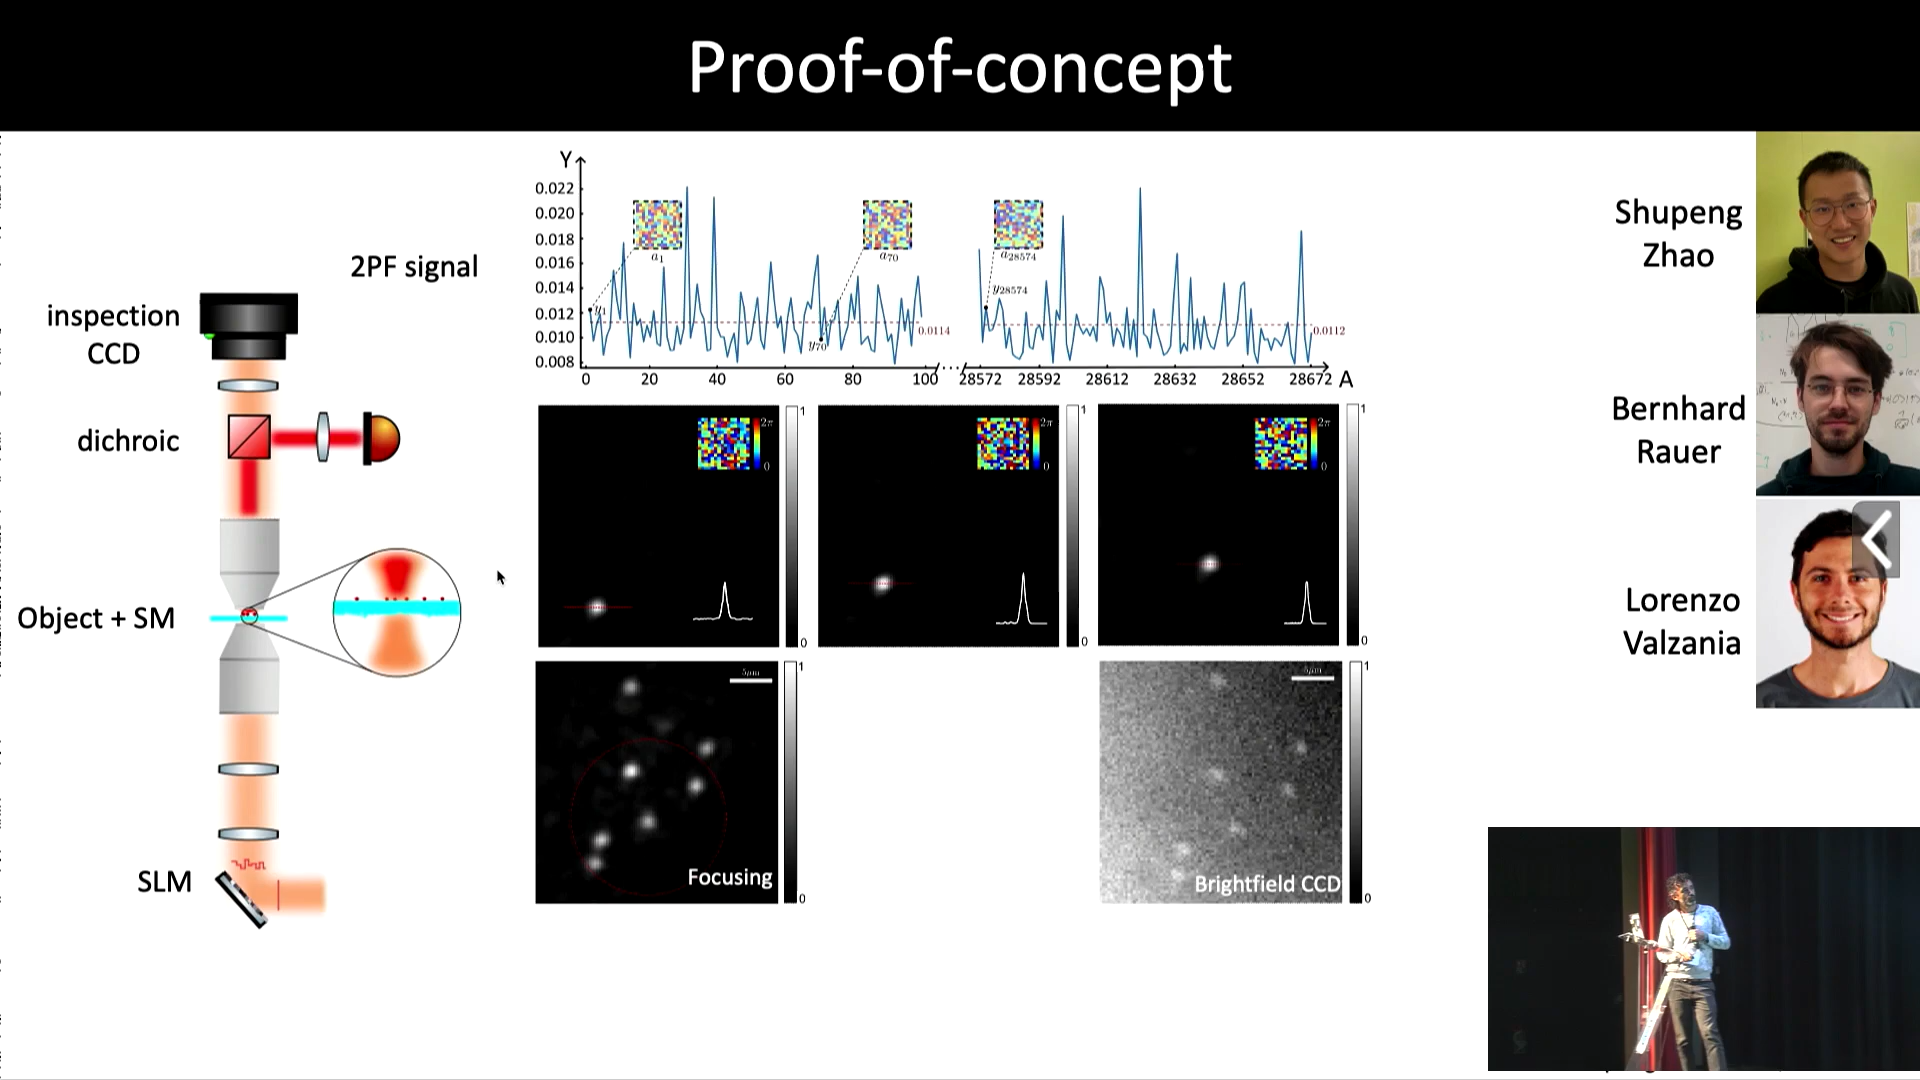 Proof-of-concept
2PF signal
inspection
CCD
dichroic
Object + SM
SLM
Y
0.022
0.020
0.018
0.016
0.014
0.012
0.010
0.008
a1
a70
a28574
y1
y70
y28574
0.0114
0.0112
0 20 40 60 80 100 ... 28572 28592 28612 28632 28652 28672 A
2π
0
1
0
2π
0
1
0
2π
0
1
0
5μm
1
Focusing
0
5μm
1
Brightfield CCD
0
Shupeng
Zhao
Bernhard
Rauer
Lorenzo
Valzania